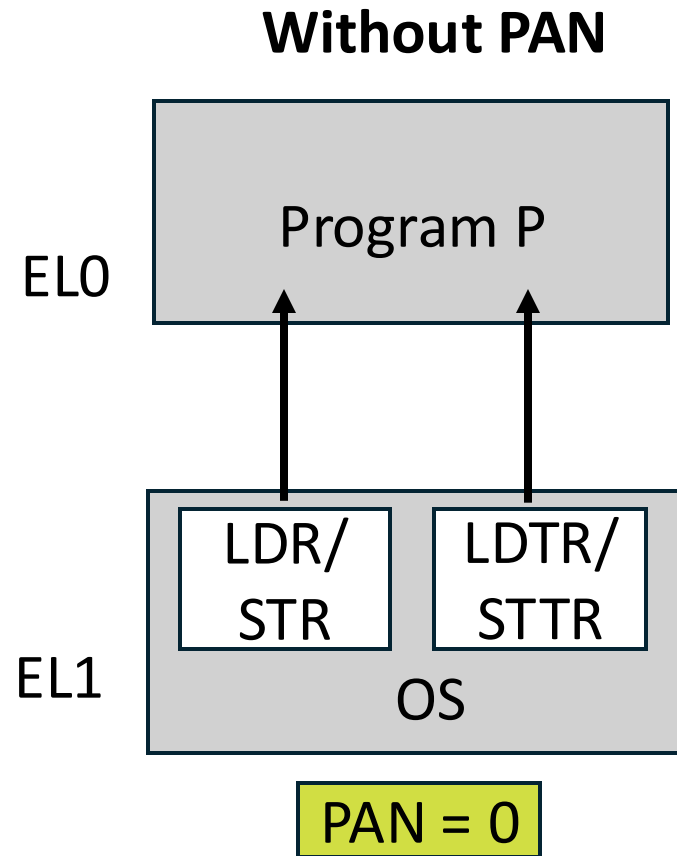 Without PAN
Program P
EL0
LDR/
STR
LDTR/
STTR
EL1
OS
PAN = 0